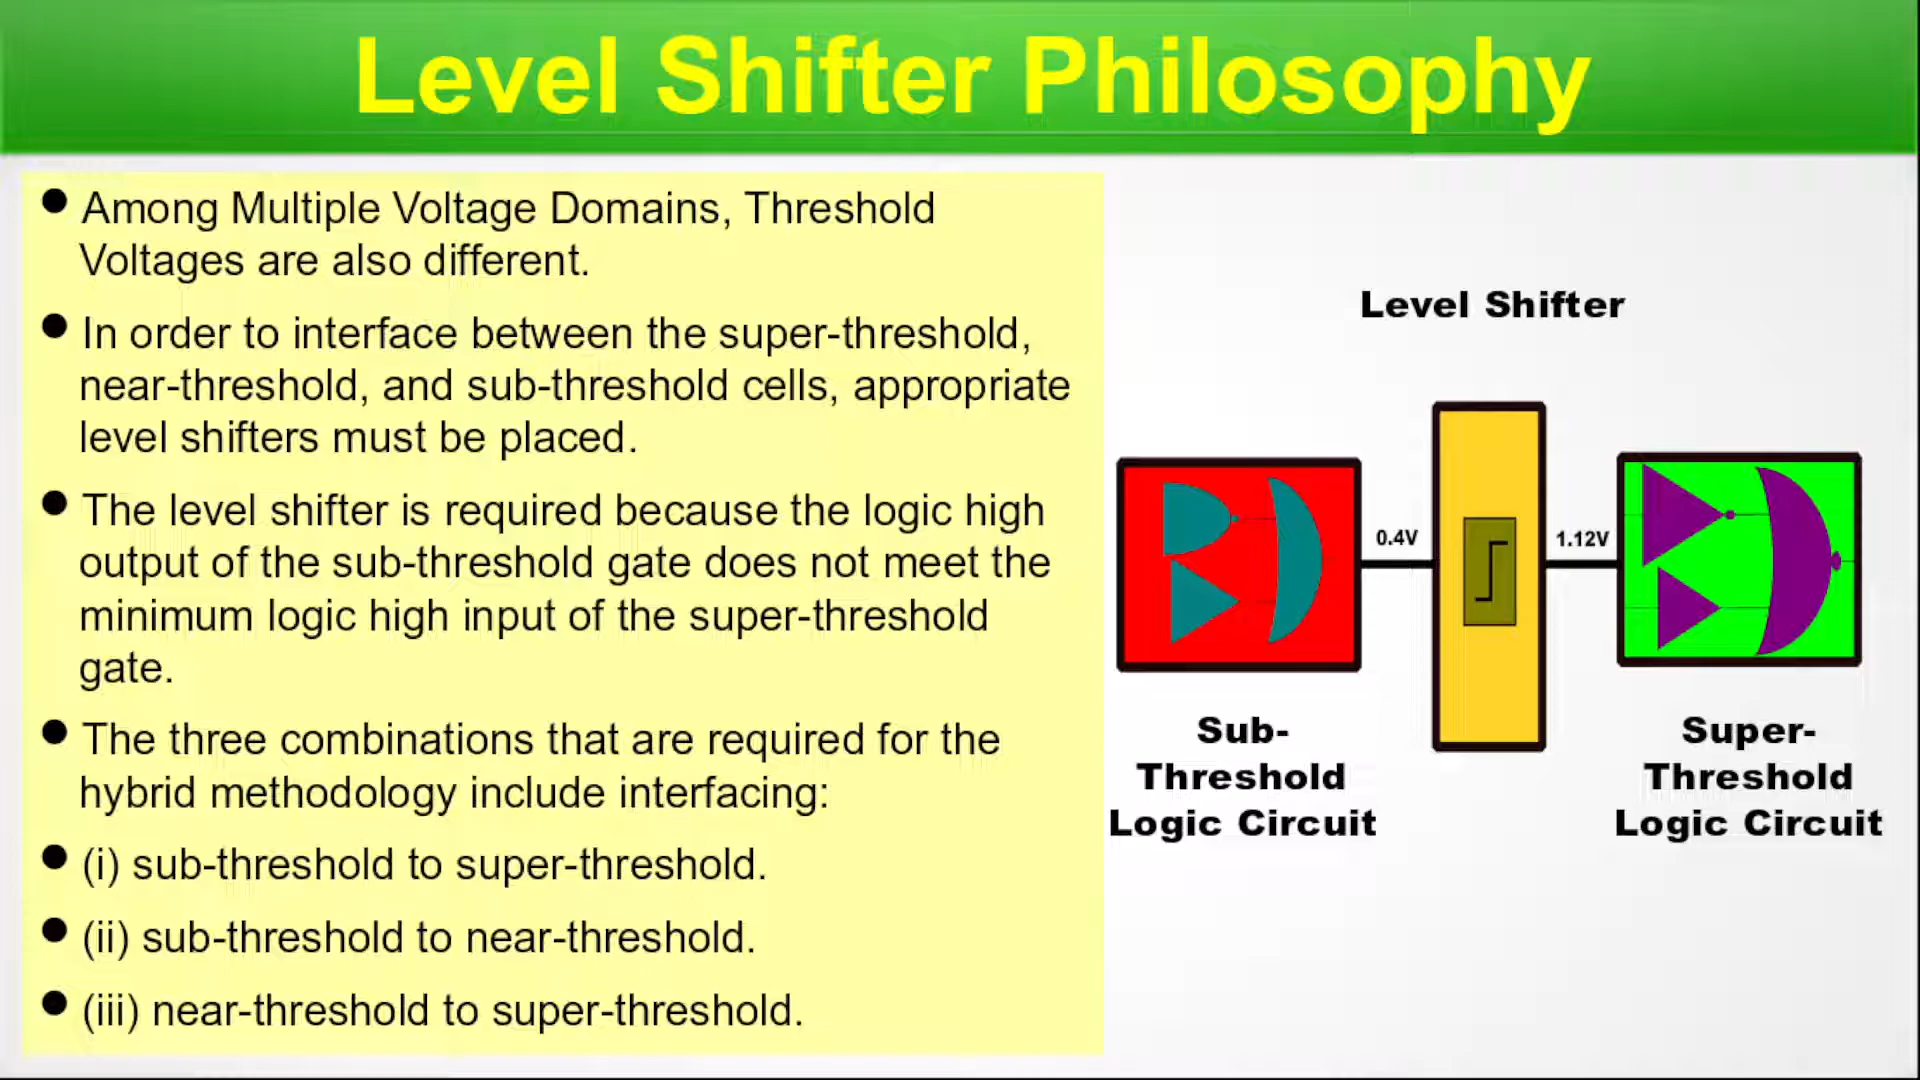 Level Shifter Philosophy
• Among Multiple Voltage Domains, Threshold
Voltages are also different.
• In order to interface between the super-threshold,
near-threshold, and sub-threshold cells, appropriate
level shifters must be placed.
• The level shifter is required because the logic high
output of the sub-threshold gate does not meet the
minimum logic high input of the super-threshold
gate.
• The three combinations that are required for the
hybrid methodology include interfacing:
• (i) sub-threshold to super-threshold.
• (ii) sub-threshold to near-threshold.
• (iii) near-threshold to super-threshold.
Level Shifter
0.4V
1.12V
Sub-
Threshold
Logic Circuit
Super-
Threshold
Logic Circuit